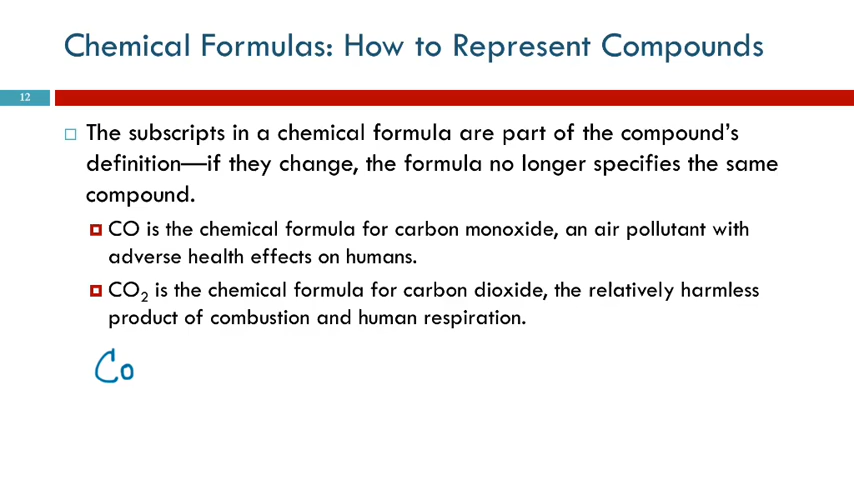 Chemical Formulas: How to Represent Compounds
12
The subscripts in a chemical formula are part of the compound’s
definition—if they change, the formula no longer specifies the same
compound.
CO is the chemical formula for carbon monoxide, an air pollutant with
adverse health effects on humans.
CO₂ is the chemical formula for carbon dioxide, the relatively harmless
product of combustion and human respiration.
Co